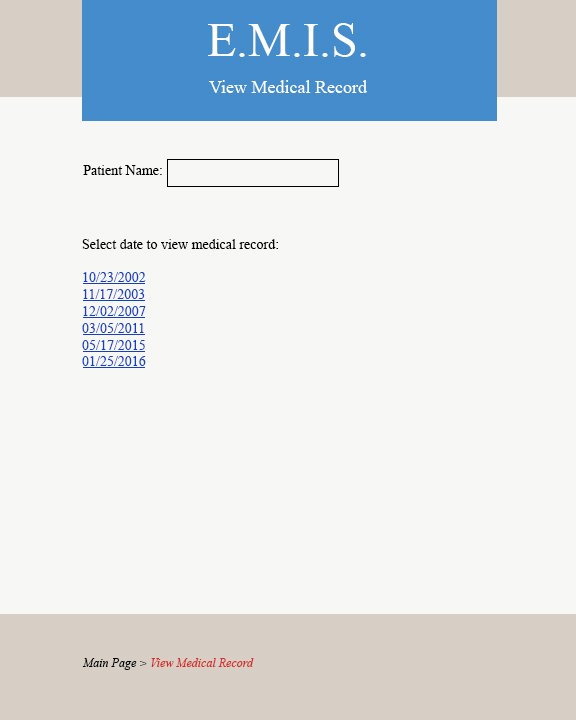 E.M.I.S.
View Medical Record
Patient Name:
Select date to view medical record:
10/23/2002
11/17/2003
12/02/2007
03/05/2011
05/17/2015
01/25/2016
Main Page > View Medical Record